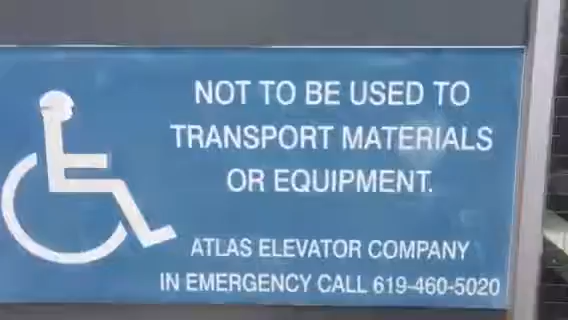 NOT TO BE USED TO
TRANSPORT MATERIALS
OR EQUIPMENT.
ATLAS ELEVATOR COMPANY
IN EMERGENCY CALL 619-460-5020